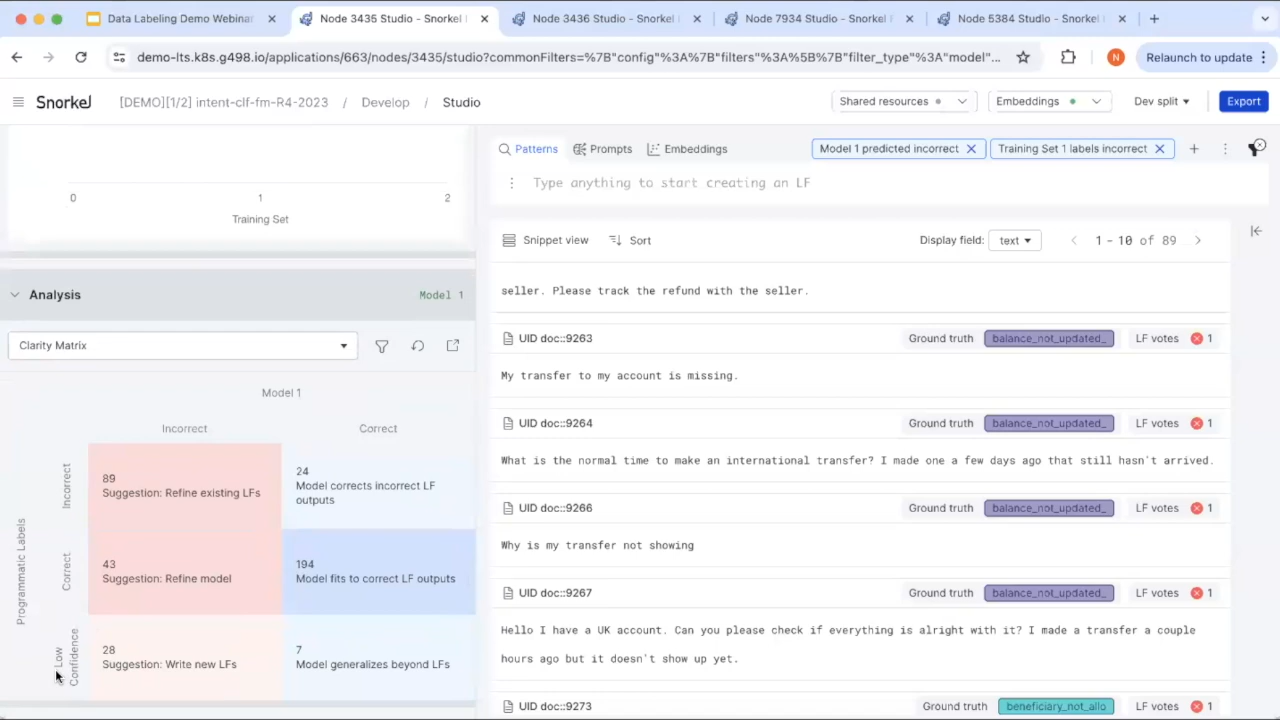 Data Labeling Demo Webinar
Node 3435 Studio - Snorkel
Node 3436 Studio - Snorkel
Node 7934 Studio - Snorkel
Node 5384 Studio - Snorkel
demo-lts.k8s.g498.io/applications/663/nodes/3435/studio?commonFilters=%7B"config"%3A%7B"filters"%3A%5B%7B"filter_type"%3A"model"...
N
Relaunch to update
Snorkel
[DEMO][1/2] intent-clf-fm-R4-2023 / Develop / Studio
Shared resources
Embeddings
Dev split
Export
0 1 2
Training Set
Analysis
Model 1
Clarity Matrix
Model 1
Incorrect
Correct
Programmatic Labels
Incorrect
89
Suggestion: Refine existing LFs
24
Model corrects incorrect LF
outputs
Correct
43
Suggestion: Refine model
194
Model fits to correct LF outputs
Low
Confidence
28
Suggestion: Write new LFs
7
Model generalizes beyond LFs
Patterns
Prompts
Embeddings
Model 1 predicted incorrect
Training Set 1 labels incorrect
Type anything to start creating an LF
Snippet view
Sort
Display field:
text
1 - 10 of 89
seller. Please track the refund with the seller.
UID doc::9263
Ground truth balance_not_updated_ LF votes 1
My transfer to my account is missing.
UID doc::9264
Ground truth balance_not_updated_ LF votes 1
What is the normal time to make an international transfer? I made one a few days ago that still hasn't arrived.
UID doc::9266
Ground truth balance_not_updated_ LF votes 1
Why is my transfer not showing
UID doc::9267
Ground truth balance_not_updated_ LF votes 1
Hello I have a UK account. Can you please check if everything is alright with it? I made a transfer a couple
hours ago but it doesn't show up yet.
UID doc::9273
Ground truth beneficiary_not_allo LF votes 1